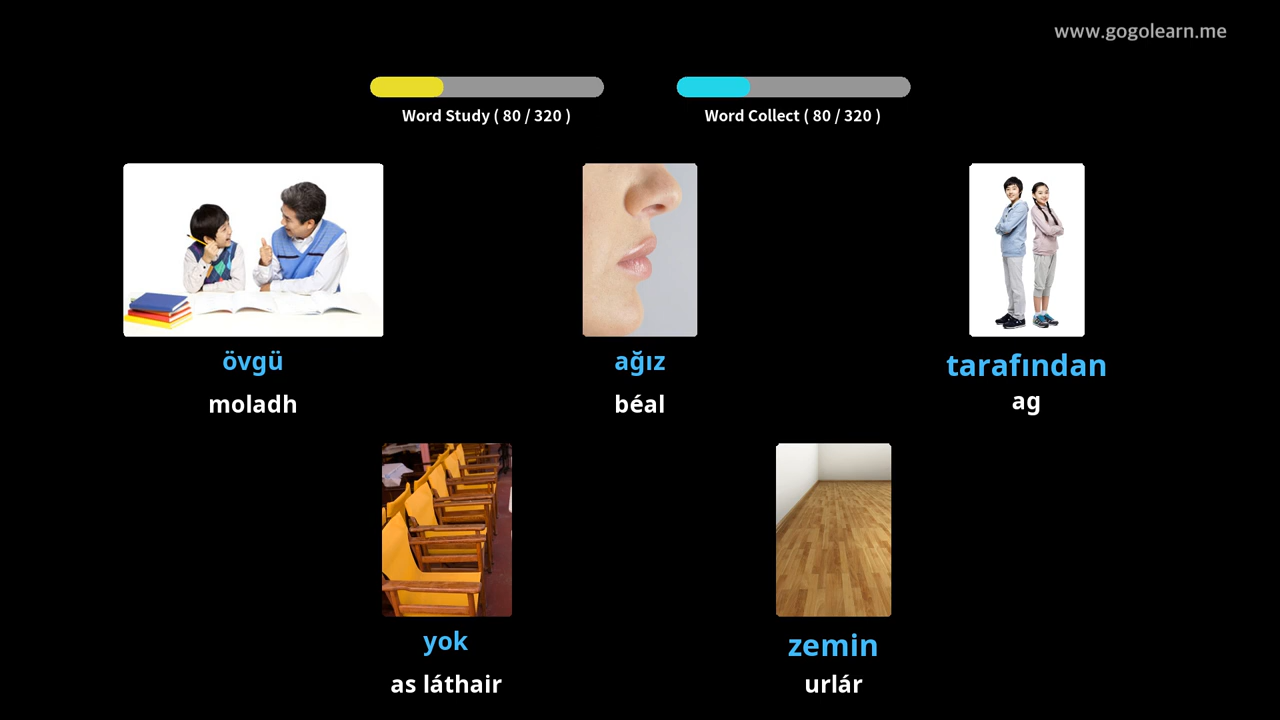 www.gogolearn.me
Word Study ( 80 / 320 )
Word Collect ( 80 / 320 )
övgü
moladh
ağız
béal
tarafından
ag
yok
as láthair
zemin
urlár